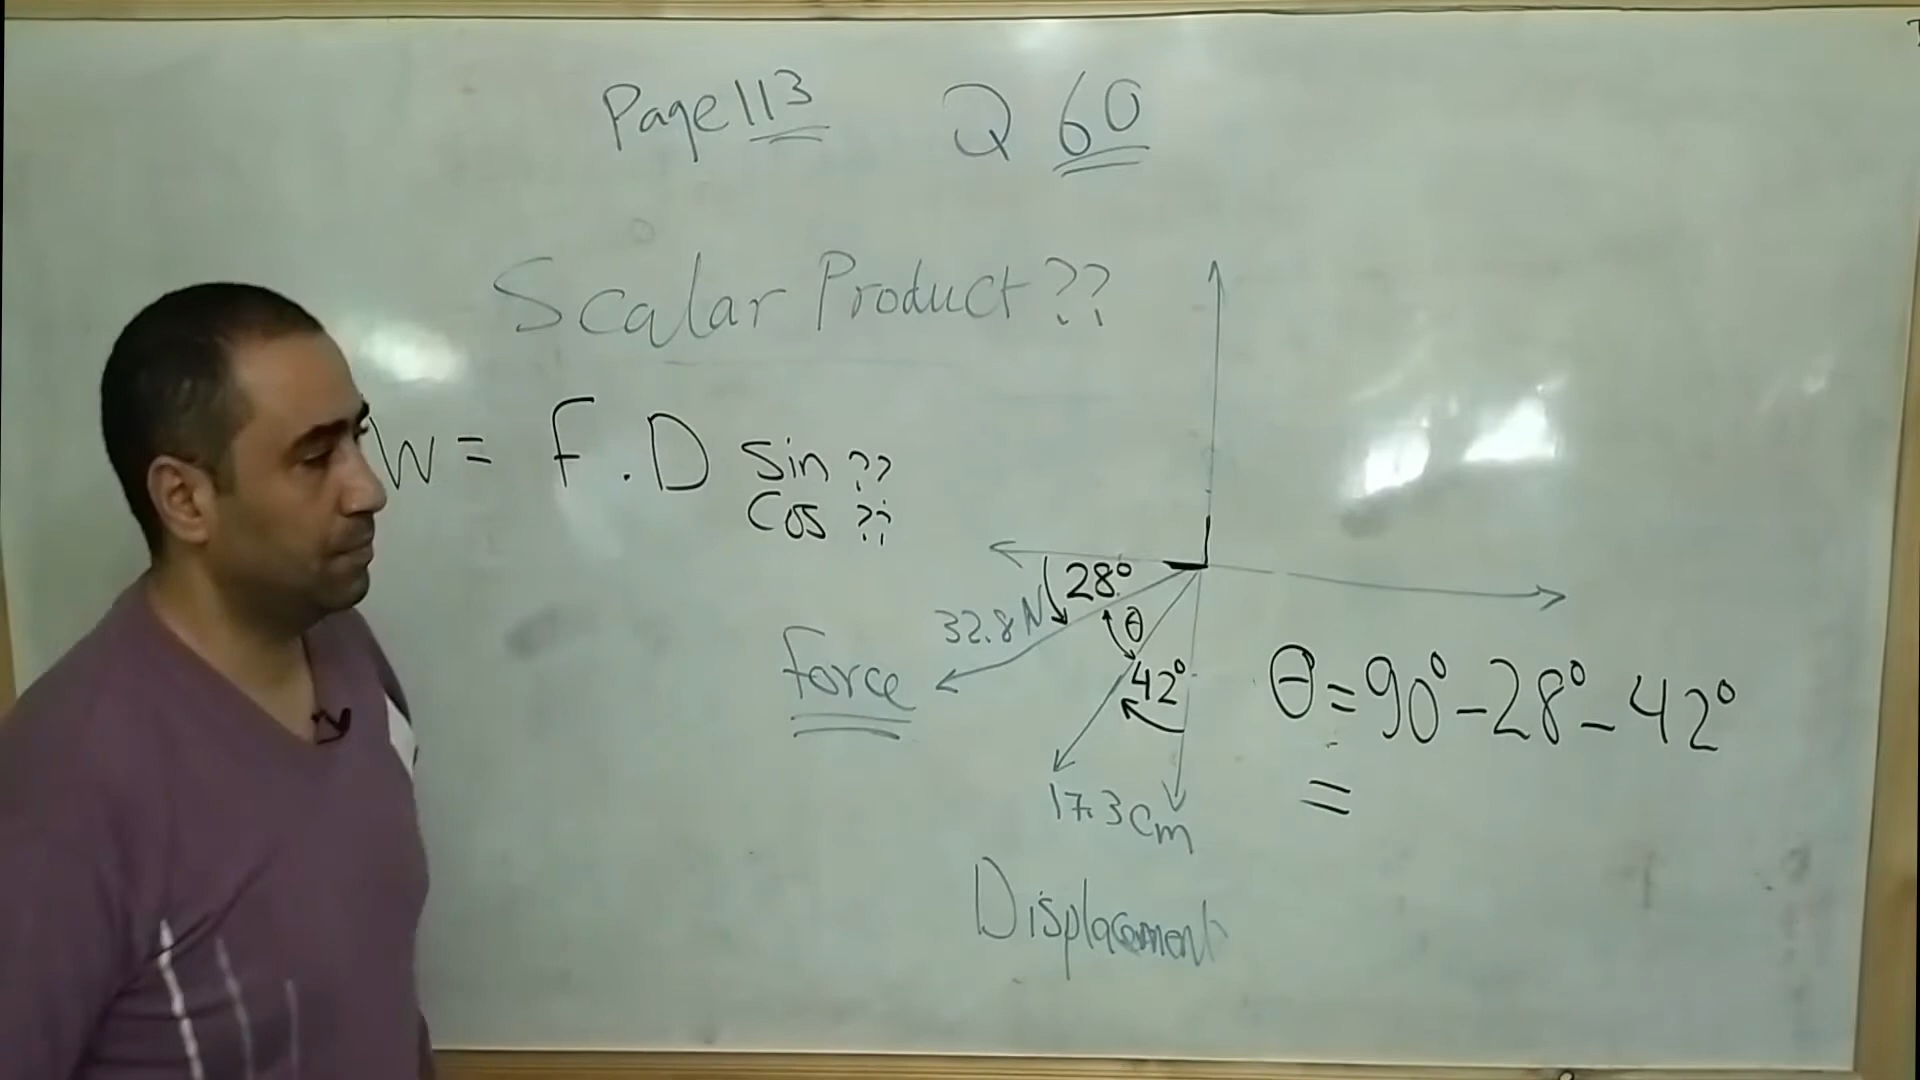 Page 113 Q 60
Scalar Product ??
W = F . D Sin ??
Cos ??
28°
32.8 N
θ
Force
42°
θ = 90° - 28° - 42°
=
17.3 cm
Displacement